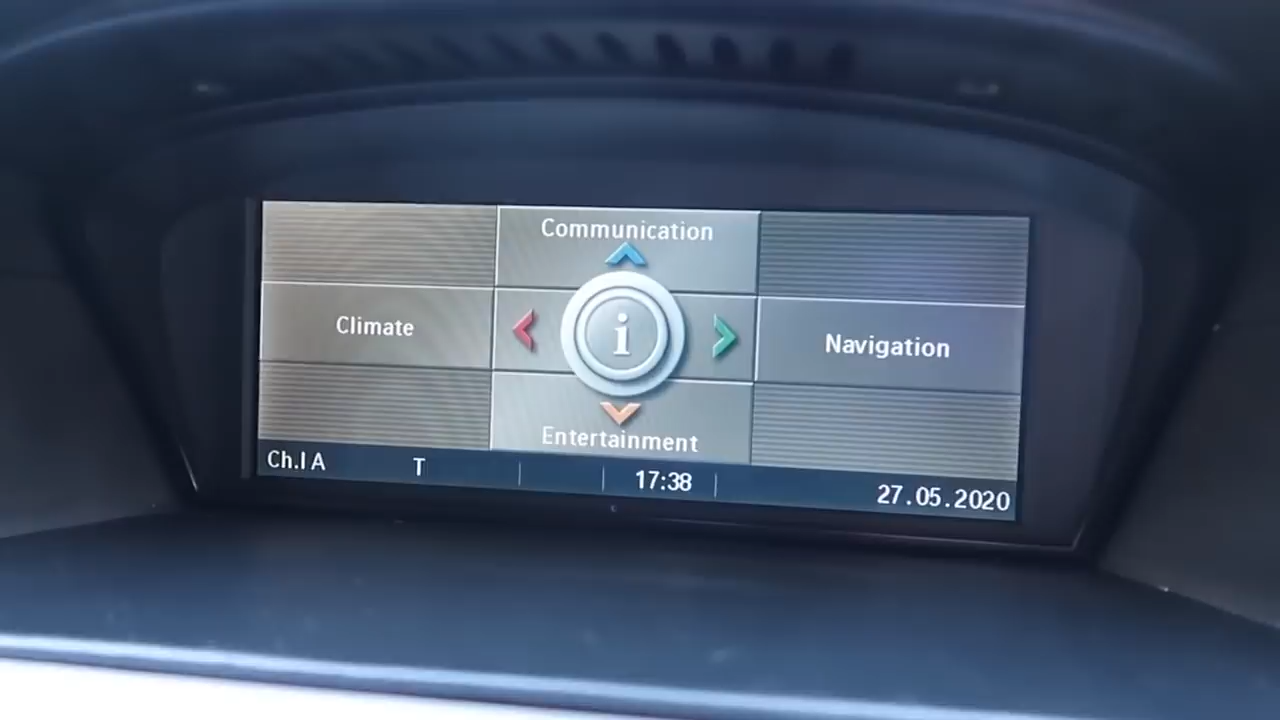 Communication
Climate
i
Navigation
Entertainment
Ch.I A
T
17:38
27.05.2020